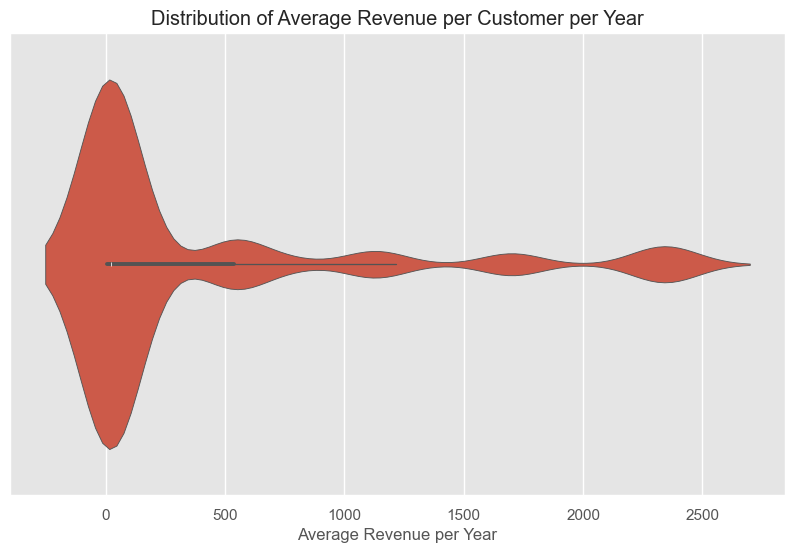 Distribution of Average Revenue per Customer per Year
0 500 1000 1500 2000 2500
Average Revenue per Year